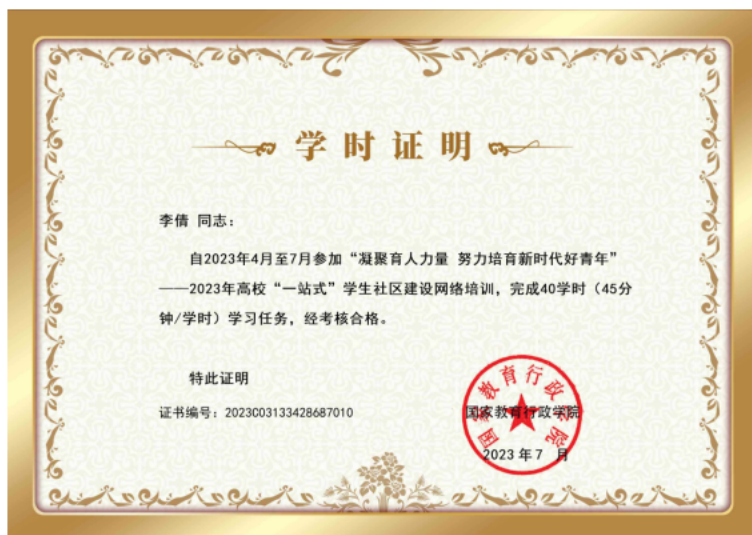 学时证明
李倩 同志：
自2023年4月至7月参加“凝聚育人力量 努力培育新时代好青年”
——2023年高校“一站式”学生社区建设网络培训，完成40学时（45分
钟/学时）学习任务，经考核合格。
特此证明
证书编号：2023C03133428687010
国家教育行政学院
国家教育行政学院
2023 年 7 月